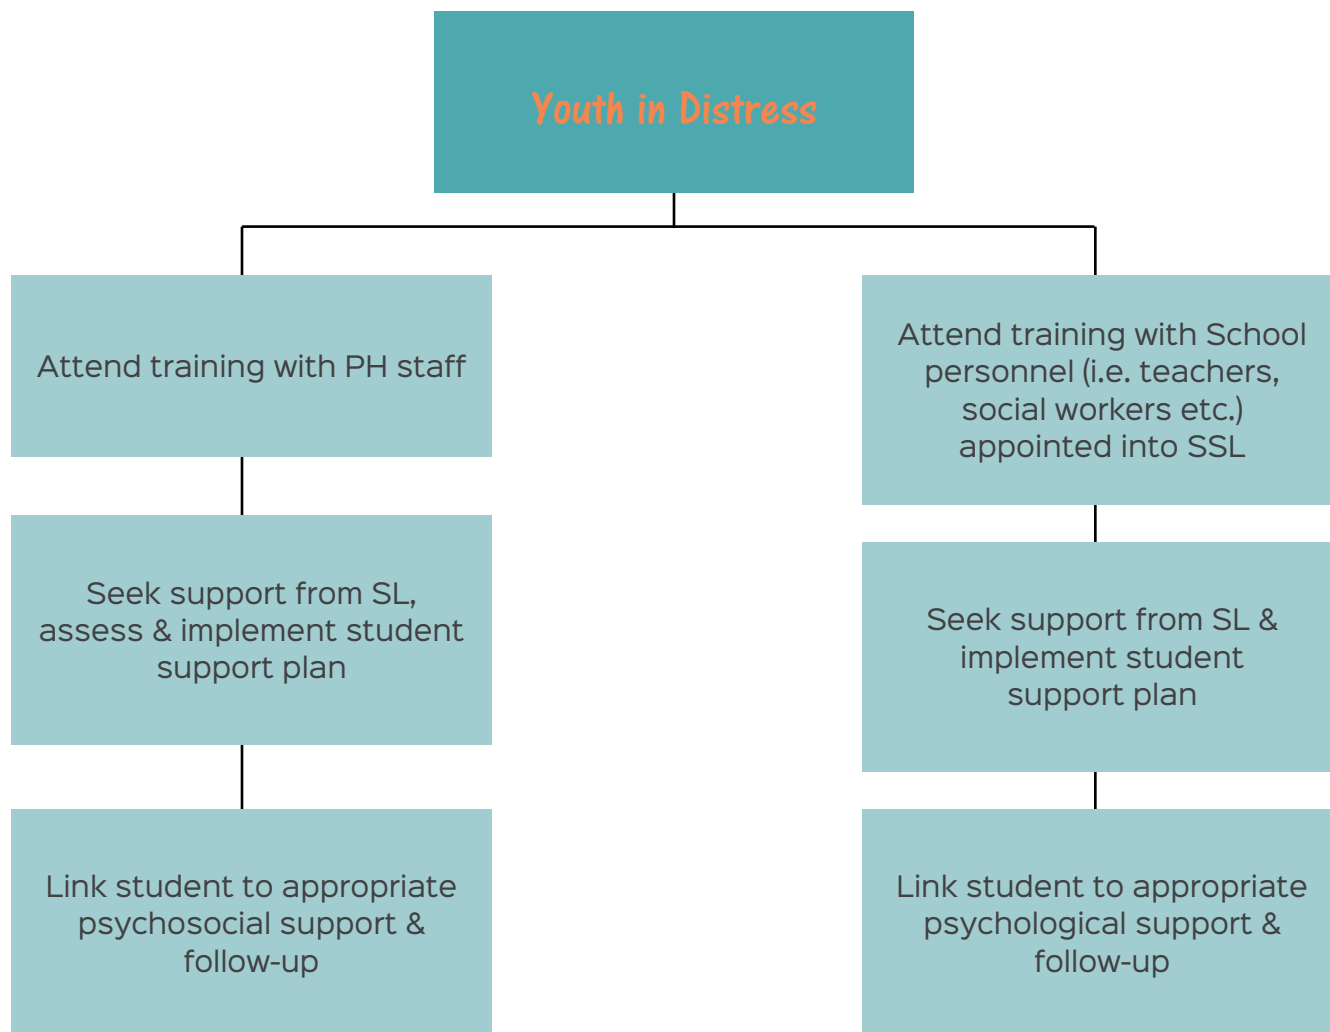 Youth in Distress
Attend training with PH staff
Seek support from SL,
assess & implement student
support plan
Link student to appropriate
psychosocial support &
follow-up
Attend training with School
personnel (i.e. teachers,
social workers etc.)
appointed into SSL
Seek support from SL &
implement student
support plan
Link student to appropriate
psychological support &
follow-up